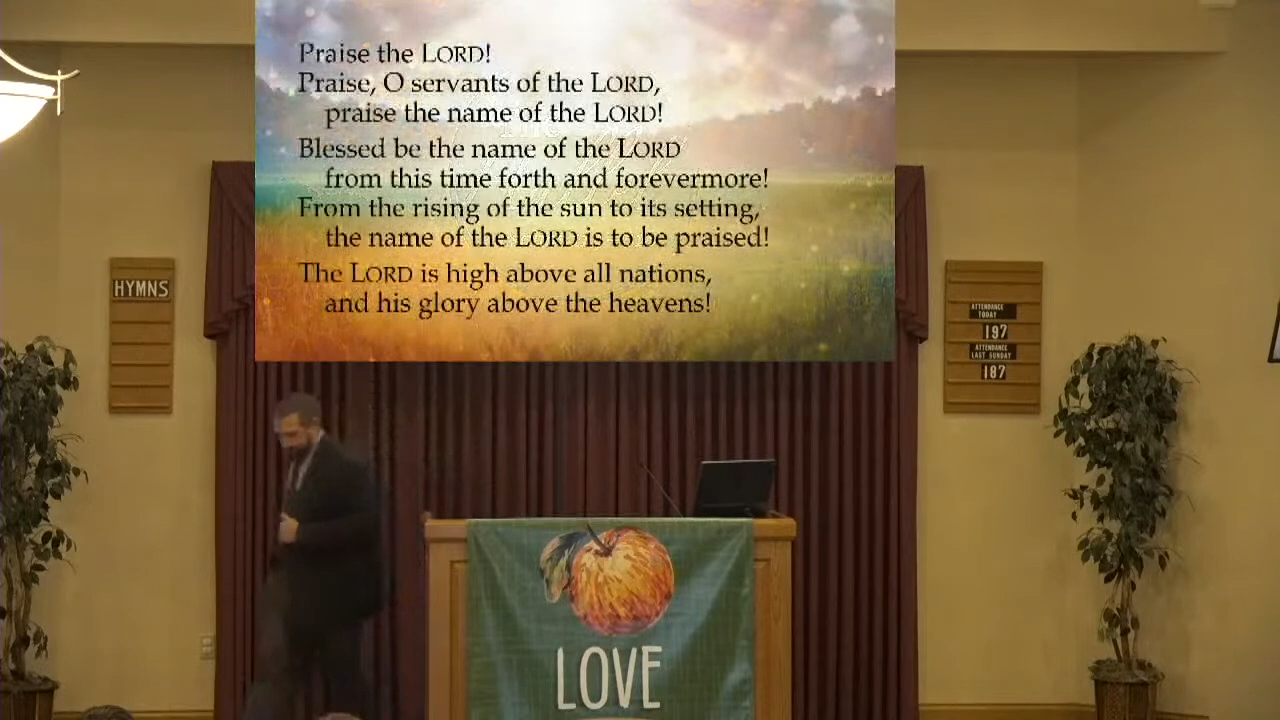 Praise the LORD!
Praise, O servants of the LORD,
praise the name of the LORD!
Blessed be the name of the LORD
from this time forth and forevermore!
From the rising of the sun to its setting,
the name of the LORD is to be praised!
The LORD is high above all nations,
and his glory above the heavens!
HYMNS
ATTENDANCE
TODAY
197
ATTENDANCE
LAST SUNDAY
187
LOVE